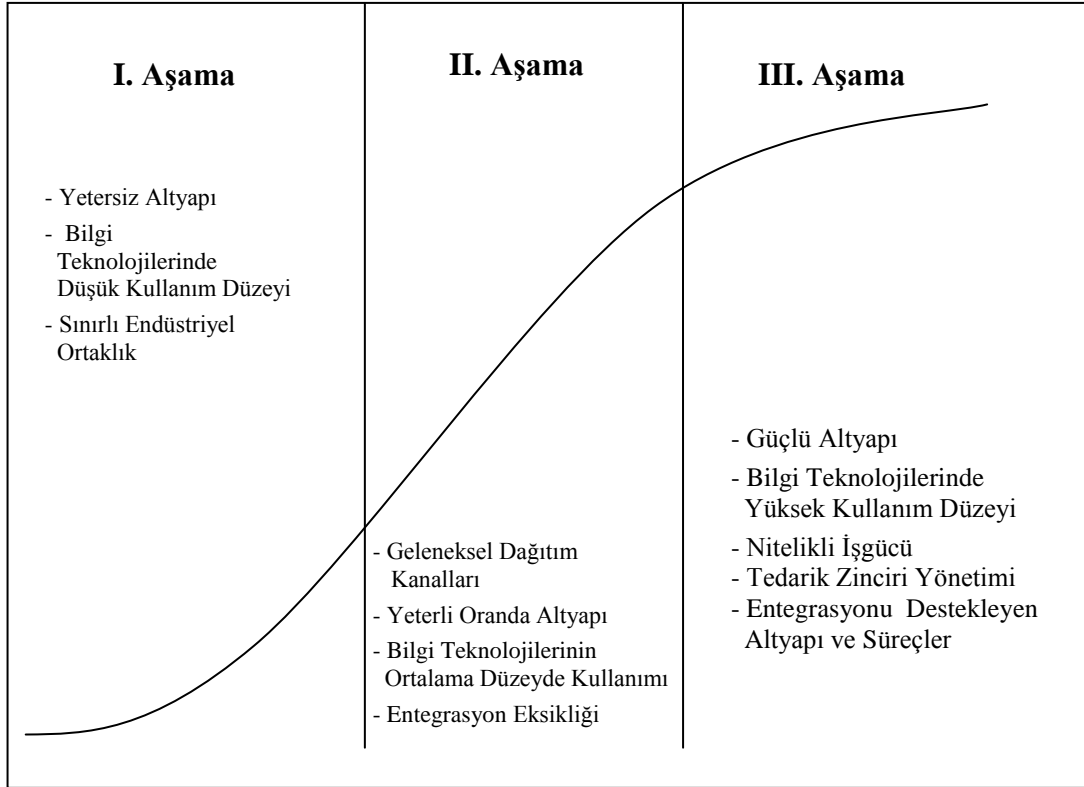 I. Aşama
- Yetersiz Altyapı
- Bilgi
Teknolojilerinde
Düşük Kullanım Düzeyi
- Sınırlı Endüstriyel
Ortaklık
II. Aşama
- Geleneksel Dağıtım
Kanalları
- Yeterli Oranda Altyapı
- Bilgi Teknolojilerinin
Ortalama Düzeyde Kullanımı
- Entegrasyon Eksikliği
III. Aşama
- Güçlü Altyapı
- Bilgi Teknolojilerinde
Yüksek Kullanım Düzeyi
- Nitelikli İşgücü
- Tedarik Zinciri Yönetimi
- Entegrasyonu Destekleyen
Altyapı ve Süreçler